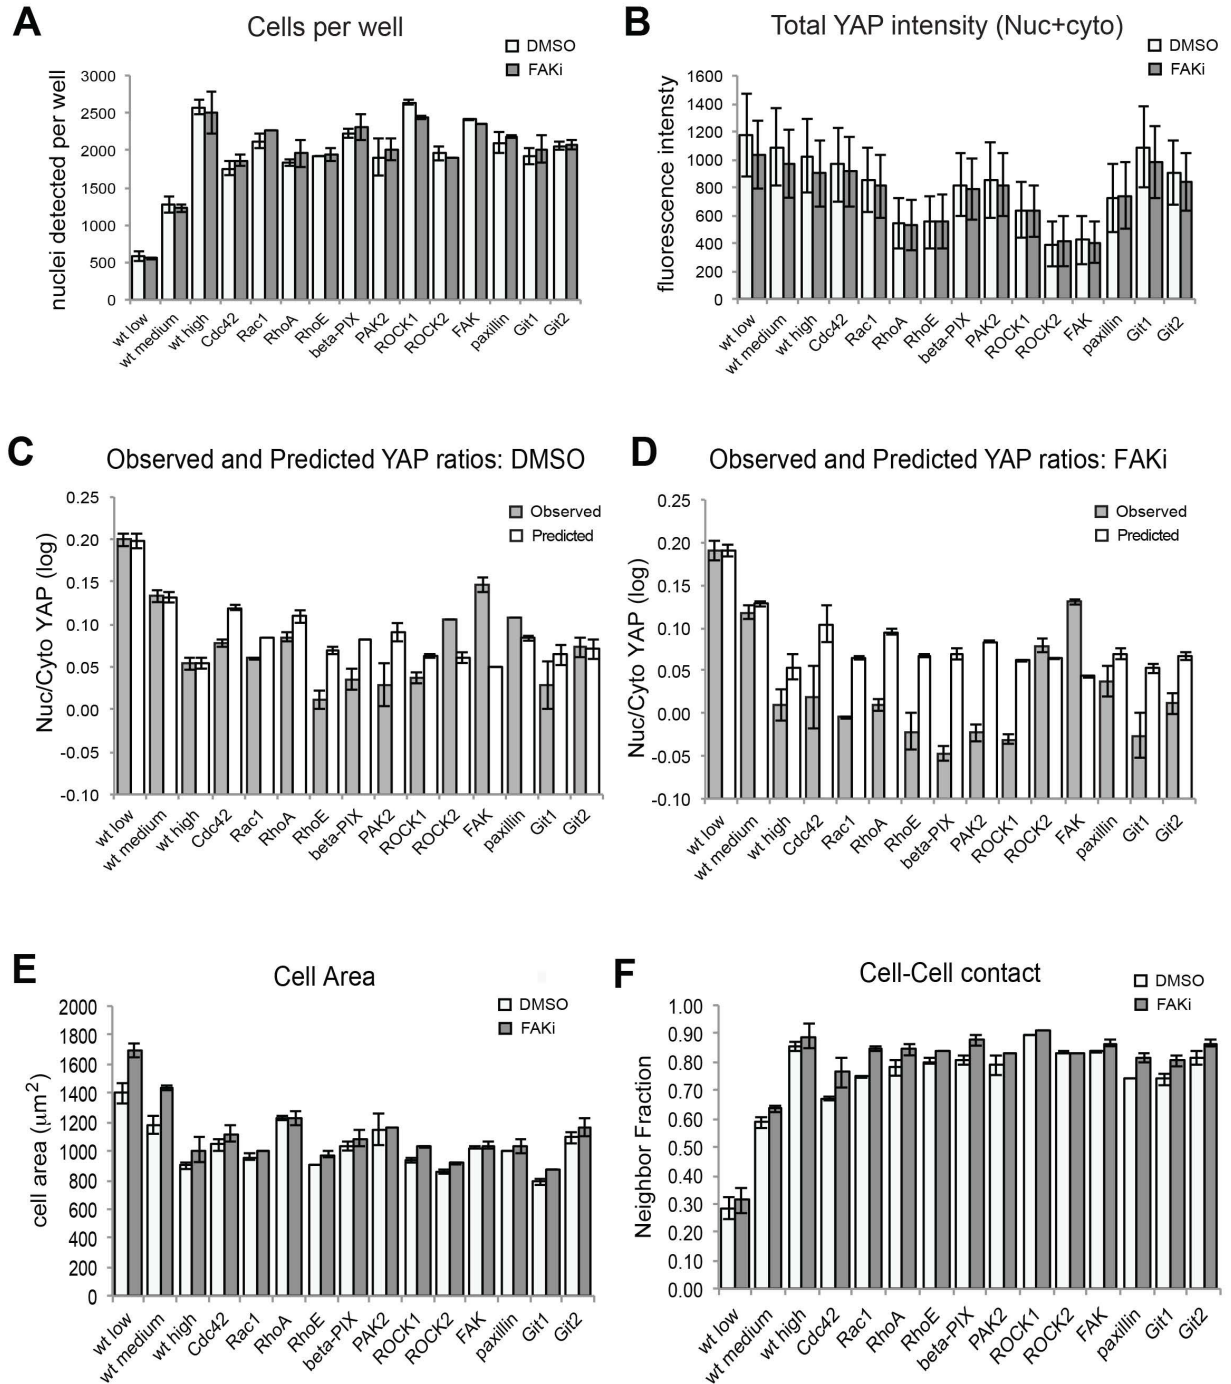 A
Cells per well
DMSO
FAKi
nuclei detected per well
3000
2500
2000
1500
1000
500
0
wt low
wt medium
wt high
Cdc42
Rac1
RhoA
RhoE
beta-PIX
PAK2
ROCK1
ROCK2
FAK
paxillin
Git1
Git2
B
Total YAP intensity (Nuc+cyto)
DMSO
FAKi
fluorescence intensty
1600
1400
1200
1000
800
600
400
200
0
wt low
wt medium
wt high
Cdc42
Rac1
RhoA
RhoE
beta-PIX
PAK2
ROCK1
ROCK2
FAK
paxillin
Git1
Git2
C
Observed and Predicted YAP ratios: DMSO
Observed
Predicted
Nuc/Cyto YAP (log)
0.25
0.20
0.15
0.10
0.05
0.00
-0.05
-0.10
wt low
wt medium
wt high
Cdc42
Rac1
RhoA
RhoE
beta-PIX
PAK2
ROCK1
ROCK2
FAK
paxillin
Git1
Git2
D
Observed and Predicted YAP ratios: FAKi
Observed
Predicted
Nuc/Cyto YAP (log)
0.25
0.20
0.15
0.10
0.05
0.00
-0.05
-0.10
wt low
wt medium
wt high
Cdc42
Rac1
RhoA
RhoE
beta-PIX
PAK2
ROCK1
ROCK2
FAK
paxillin
Git1
Git2
E
Cell Area
DMSO
FAKi
cell area (μm²)
2000
1800
1600
1400
1200
1000
800
600
400
200
0
wt low
wt medium
wt high
Cdc42
Rac1
RhoA
RhoE
beta-PIX
PAK2
ROCK1
ROCK2
FAK
paxillin
Git1
Git2
F
Cell-Cell contact
DMSO
FAKi
Neighbor Fraction
1.00
0.90
0.80
0.70
0.60
0.50
0.40
0.30
0.20
0.10
0.00
wt low
wt medium
wt high
Cdc42
Rac1
RhoA
RhoE
beta-PIX
PAK2
ROCK1
ROCK2
FAK
paxillin
Git1
Git2